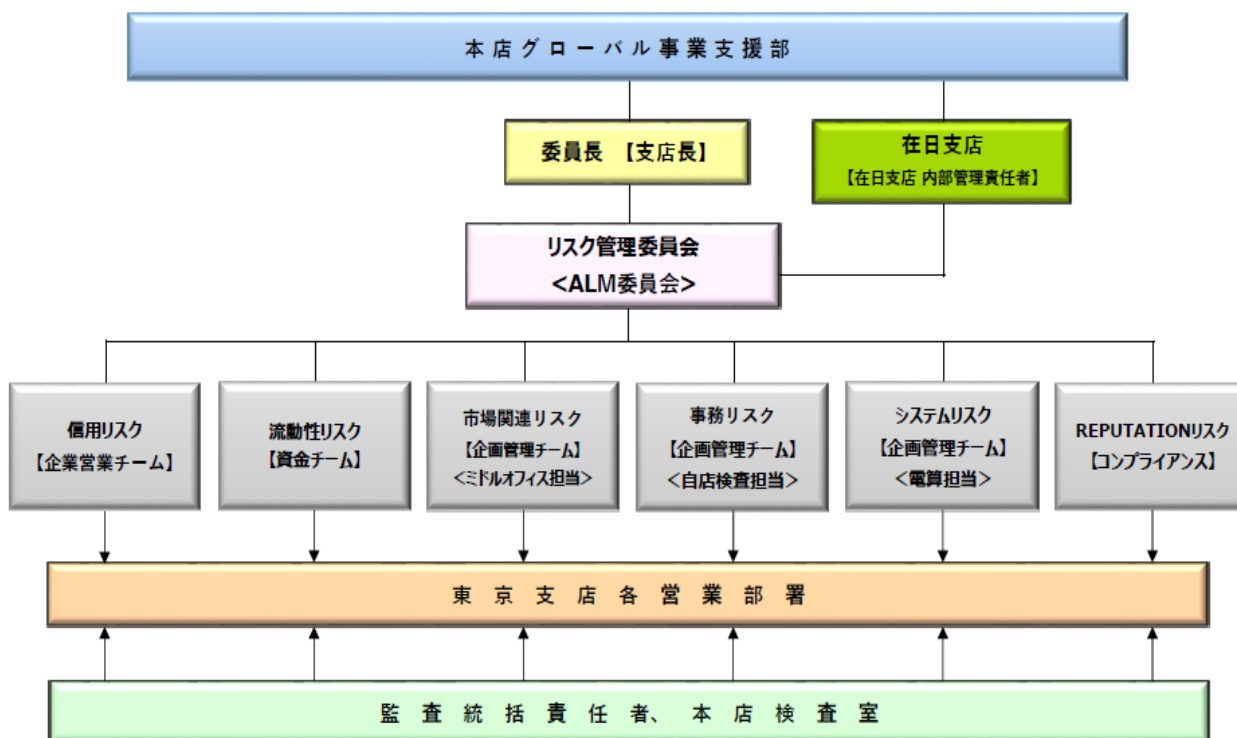 本店グローバル事業支援部
委員長 【支店長】
在日支店
【在日支店 内部管理責任者】
リスク管理委員会
<ALM委員会>
信用リスク
【企業営業チーム】
流動性リスク
【資金チーム】
市場関連リスク
【企画管理チーム】
<ミドルオフィス担当>
事務リスク
【企画管理チーム】
<自店検査担当>
システムリスク
【企画管理チーム】
<電算担当>
REPUTATIONリスク
【コンプライアンス】
東京支店各営業部署
監査統括責任者、本店検査室